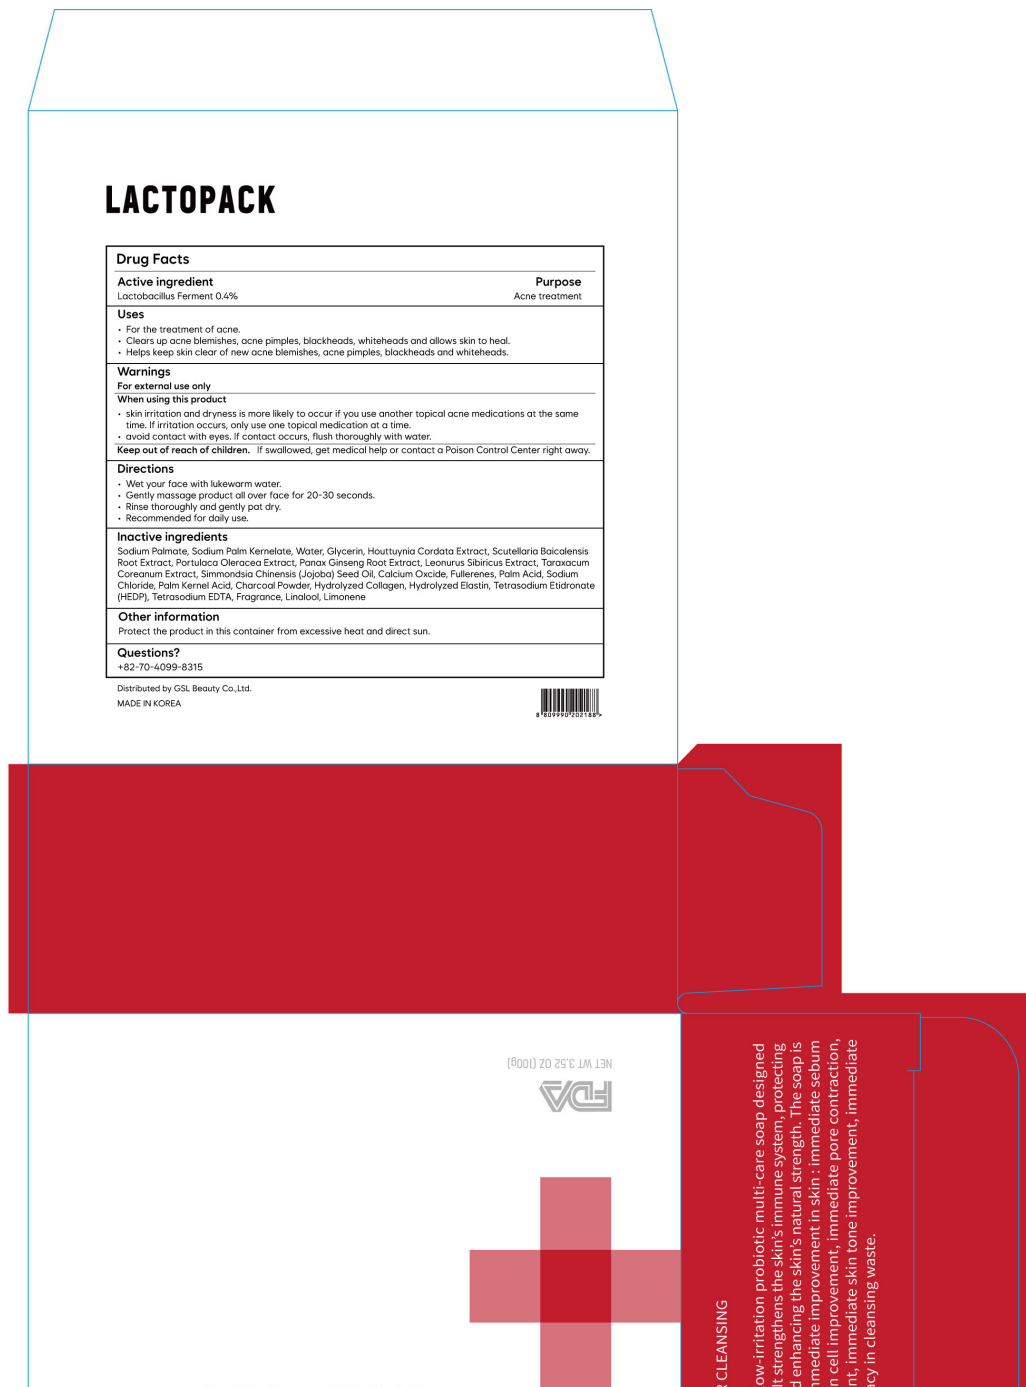 LACTOPACK
Drug Facts
Active ingredient Purpose
Lactobacillus Ferment 0.4% Acne treatment
Uses
• For the treatment of acne.
• Clears up acne blemishes, acne pimples, blackheads, whiteheads and allows skin to heal.
• Helps keep skin clear of new acne blemishes, acne pimples, blackheads and whiteheads.
Warnings
For external use only
When using this product
• skin irritation and dryness is more likely to occur if you use another topical acne medications at the same
time. If irritation occurs, only use one topical medication at a time.
• avoid contact with eyes. If contact occurs, flush thoroughly with water.
Keep out of reach of children. If swallowed, get medical help or contact a Poison Control Center right away.
Directions
• Wet your face with lukewarm water.
• Gently massage product all over face for 20-30 seconds.
• Rinse thoroughly and gently pat dry.
• Recommended for daily use.
Inactive ingredients
Sodium Palmate, Sodium Palm Kernelate, Water, Glycerin, Houttuynia Cordata Extract, Scutellaria Baicalensis
Root Extract, Portulaca Oleracea Extract, Panax Ginseng Root Extract, Leonurus Sibiricus Extract, Taraxacum
Coreanum Extract, Simmondsia Chinensis (Jojoba) Seed Oil, Calcium Oxcide, Fullerenes, Palm Acid, Sodium
Chloride, Palm Kernel Acid, Charcoal Powder, Hydrolyzed Collagen, Hydrolyzed Elastin, Tetrasodium Etidronate
(HEDP), Tetrasodium EDTA, Fragrance, Linalool, Limonene
Other information
Protect the product in this container from excessive heat and direct sun.
Questions?
+82-70-4099-8315
Distributed by GSL Beauty Co.,Ltd.
MADE IN KOREA
8 809990 202188 >
NET WT 3.52 OZ (100g)
FDA
CLEANSING
ow-irritation probiotic multi-care soap designed
It strengthens the skin's immune system, protecting
d enhancing the skin's natural strength. The soap is
mediate improvement in skin : immediate sebum
n cell improvement, immediate pore contraction,
nt, immediate skin tone improvement, immediate
acy in cleansing waste.